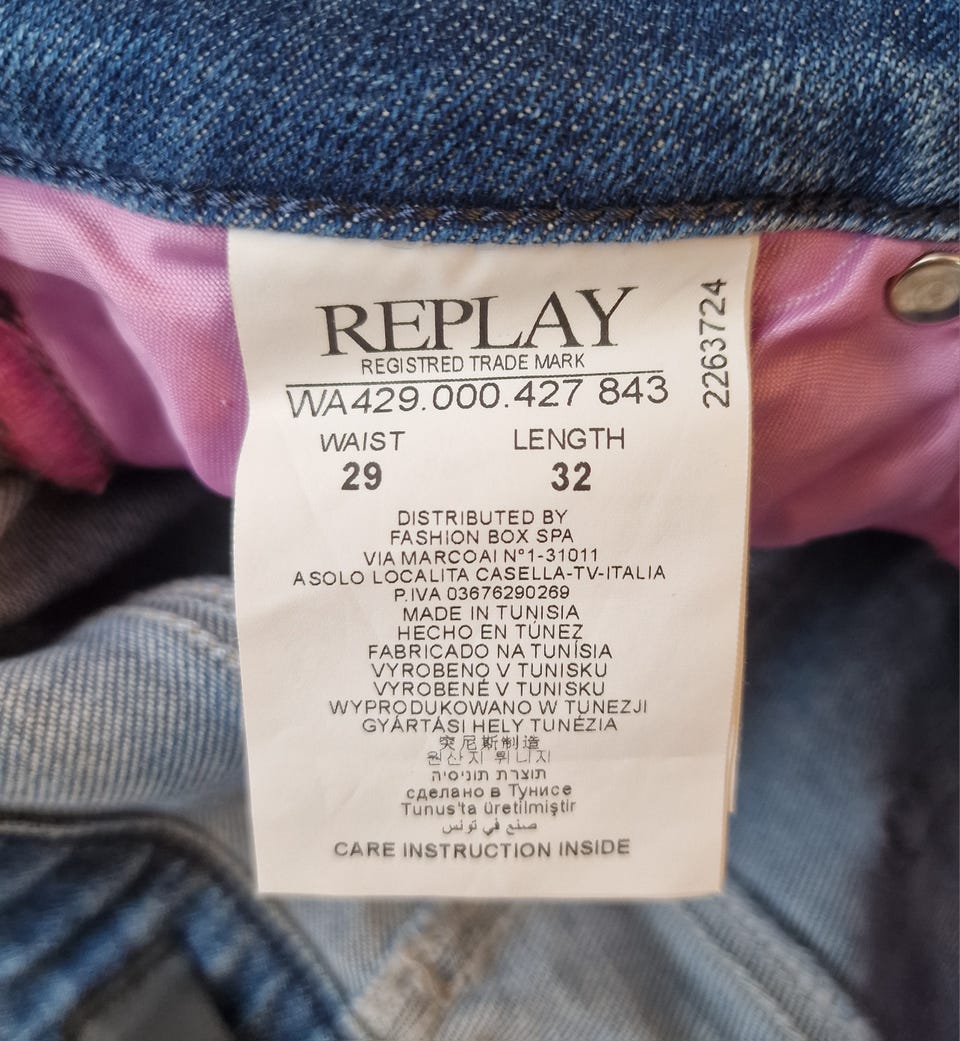 REPLAY
REGISTRED TRADE MARK
WA429.000.427 843
2263724
WAIST LENGTH
29 32
DISTRIBUTED BY
FASHION BOX SPA
VIA MARCOAI N°1-31011
ASOLO LOCALITA CASELLA-TV-ITALIA
P.IVA 03676290269
MADE IN TUNISIA
HECHO EN TÚNEZ
FABRICADO NA TUNÍSIA
VYROBENO V TUNISKU
VYROBENÉ V TUNISKU
WYPRODUKOWANO W TUNEZJI
GYÁRTÁSI HELY TUNÉZIA
突尼斯制造
원산지 튀니지
תוצרת תוניסיה
сделано в Тунисе
Tunus'ta üretilmiştir
صنع في تونس
CARE INSTRUCTION INSIDE